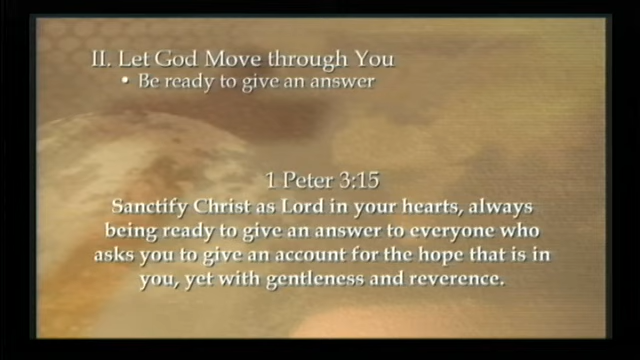 II. Let God Move through You
• Be ready to give an answer
1 Peter 3:15
Sanctify Christ as Lord in your hearts, always
being ready to give an answer to everyone who
asks you to give an account for the hope that is in
you, yet with gentleness and reverence.